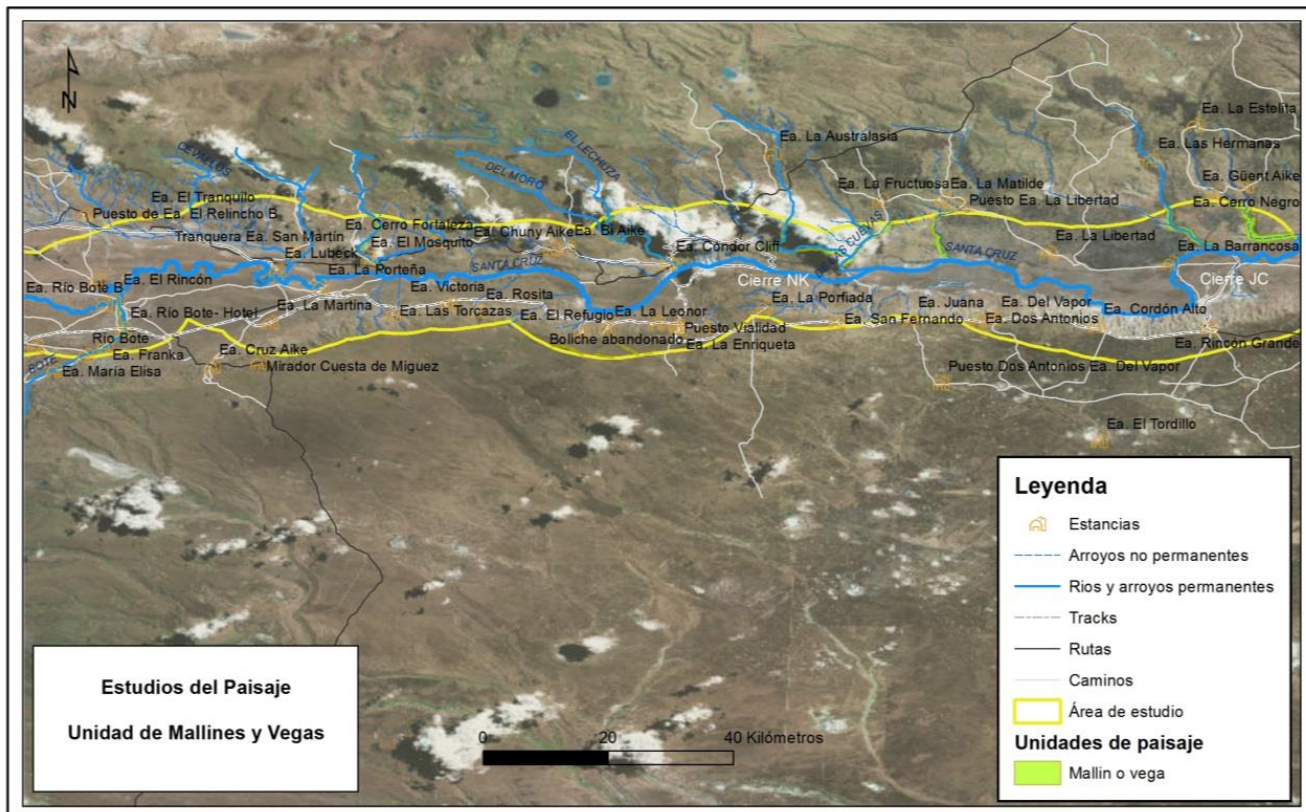 N
Ea. La Estelita
Ea. La Australasia
Ea. Las Hermanas
CEVALLOS
EL LECHUZA
DEL MORO
Ea. El Tranquilo
Ea. La Fructuosa
Ea. La Matilde
Ea. Güent Aike
Puesto de Ea. El Relincho B
Puesto Ea. La Libertad
Ea. Cerro Negro
Ea. Cerro Fortaleza
Ea. Chuny Aike
Ea. Bi Aike
CUEVAS
Ea. La Libertad
Tranquera Ea. San Martín
Ea. El Mosquito
Ea. Cóndor Cliff
Ea. La Barrancosa
Ea. Lubeck
SANTA CRUZ
SANTA CRUZ
Ea. La Porteña
Cierre NK
Cierre JC
Ea. Río Bote B
Ea. El Rincón
Ea. Victoria
Ea. Rosita
Ea. La Martina
Ea. La Porfiada
Ea. Juana
Ea. Del Vapor
Ea. Cordón Alto
Ea. Río Bote- Hotel
Ea. Las Torcazas
Ea. El Refugio
Ea. La Leonor
Ea. San Fernando
Ea. Dos Antonios
Río Bote
Boliche abandonado
Puesto Vialidad
Ea. La Enriqueta
Ea. Rincón Grande
BOTE
Ea. Franka
Ea. Cruz Aike
Ea. María Elisa
Mirador Cuesta de Miguez
Puesto Dos Antonios Ea. Del Vapor
Ea. El Tordillo
Leyenda
Estancias
Arroyos no permanentes
Rios y arroyos permanentes
Tracks
Rutas
Caminos
Área de estudio
Unidades de paisaje
Mallin o vega
Estudios del Paisaje
Unidad de Mallines y Vegas
0 20 40 Kilómetros